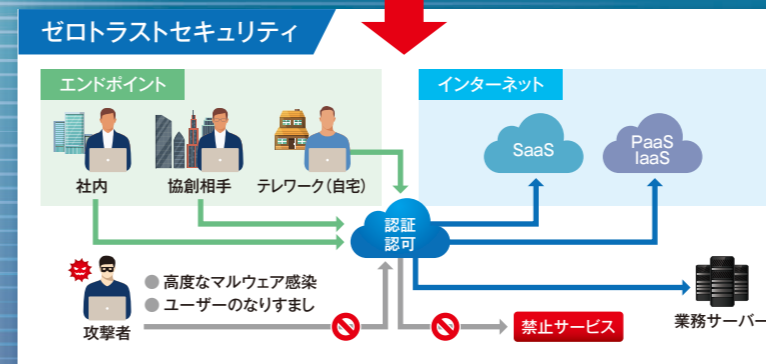 ゼロトラストセキュリティ
エンドポイント
インターネット
社内
協創相手
テレワーク（自宅）
SaaS
PaaS
IaaS
認証
認可
● 高度なマルウェア感染
● ユーザーのなりすまし
攻撃者
禁止サービス
業務サーバー